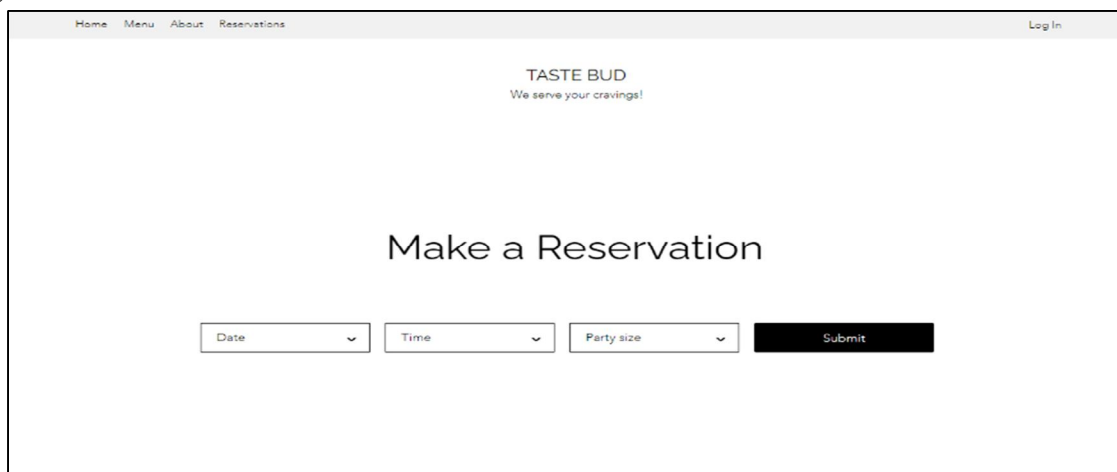 Home Menu About Reservations Log In
TASTE BUD
We serve your cravings!
Make a Reservation
Date Time Party size Submit